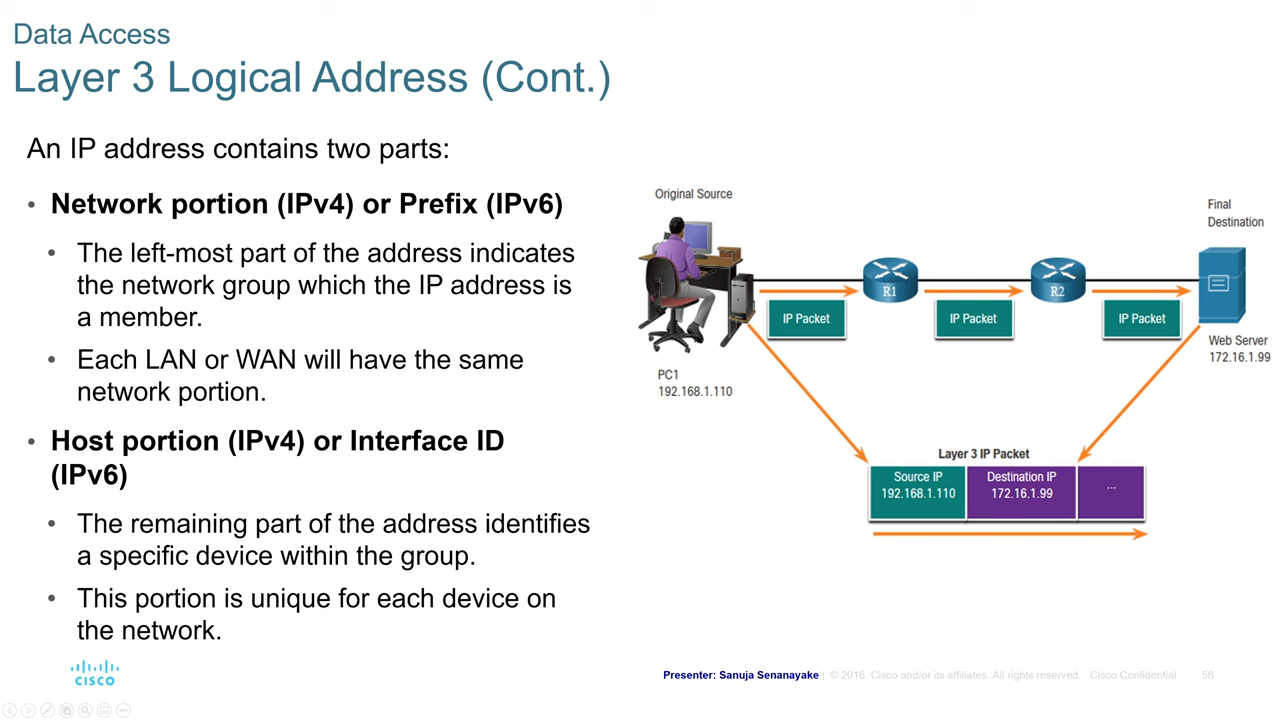 Data Access
Layer 3 Logical Address (Cont.)
An IP address contains two parts:
• Network portion (IPv4) or Prefix (IPv6)
• The left-most part of the address indicates
the network group which the IP address is
a member.
• Each LAN or WAN will have the same
network portion.
• Host portion (IPv4) or Interface ID
(IPv6)
• The remaining part of the address identifies
a specific device within the group.
• This portion is unique for each device on
the network.
Original Source
Final
Destination
R1
R2
IP Packet
IP Packet
IP Packet
Web Server
172.16.1.99
PC1
192.168.1.110
Layer 3 IP Packet
Source IP
192.168.1.110
Destination IP
172.16.1.99
...
CISCO
Presenter: Sanuja Senanayake | © 2016 Cisco and/or its affiliates. All rights reserved. Cisco Confidential 58